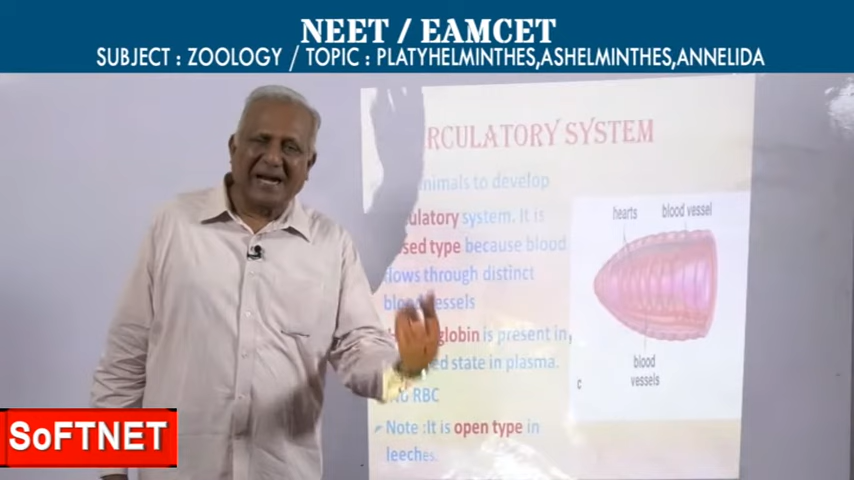 NEET / EAMCET
SUBJECT : ZOOLOGY / TOPIC : PLATYHELMINTHES,ASHELMINTHES,ANNELIDA
RCULATORY SYSTEM
nimals to develop
ulatory system. It is
sed type because blood
lows through distinct
blood vessels
globin is present in
ed state in plasma.
RBC
Note :It is open type in
leeches.
hearts blood vessel
blood
vessels
c
SoFTNET